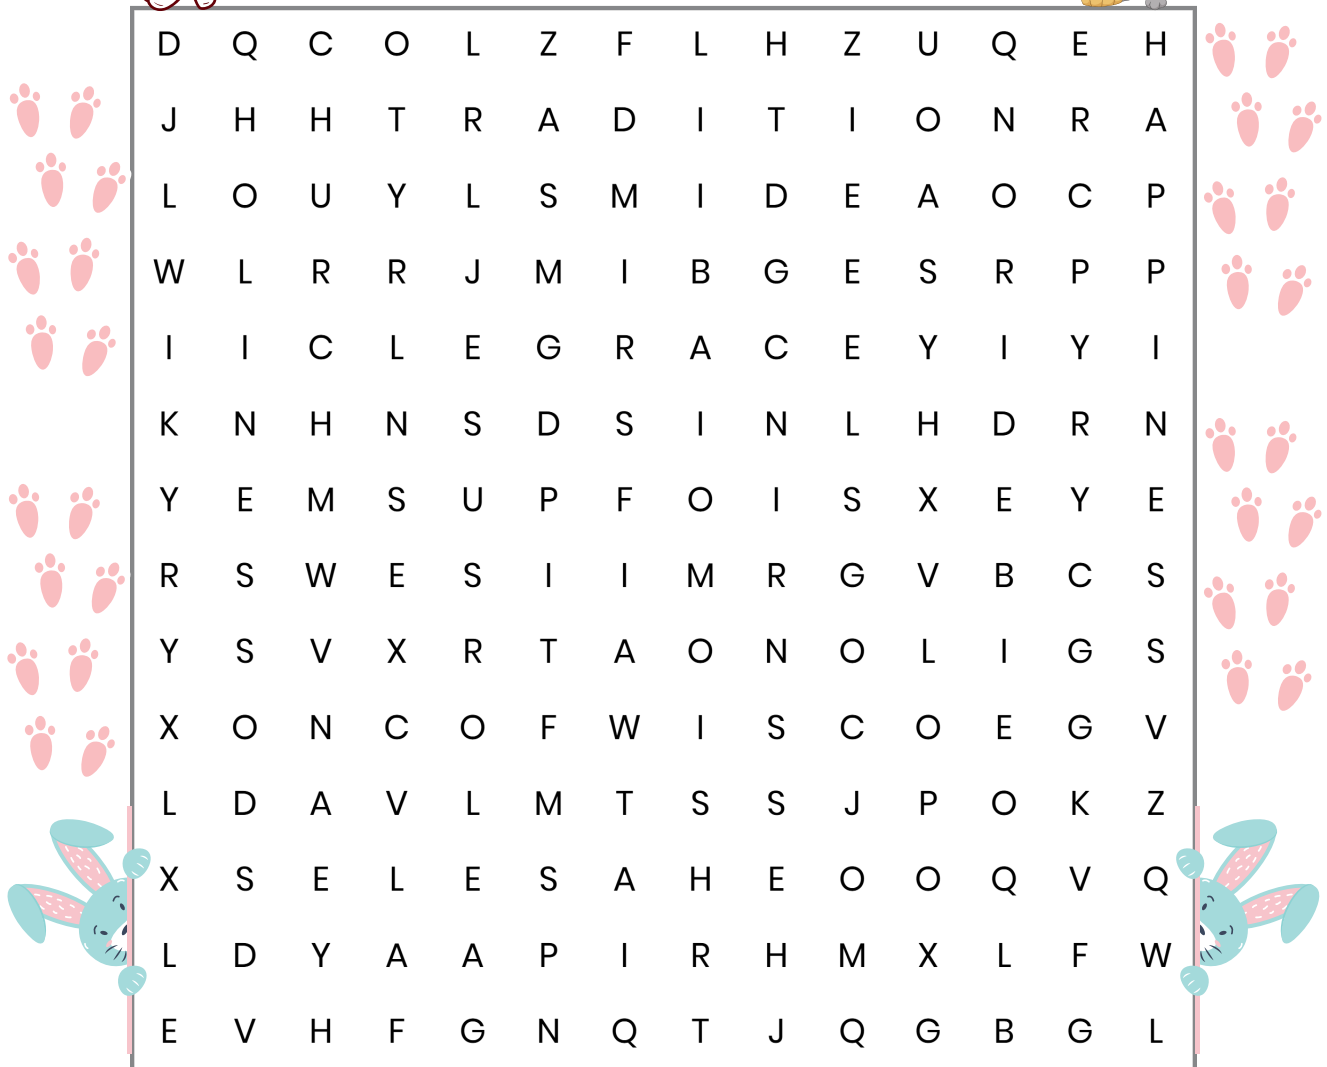 D Q C O L Z F L H Z U Q E H
J H H T R A D I T I O N R A
L O U Y L S M I D E A O C P
W L R R J M I B G E S R P P
I I C L E G R A C E Y I Y I
K N H N S D S I N L H D R N
Y E M S U P F O I S X E Y E
R S W E S I I M R G V B C S
Y S V X R T A O N O L I G S
X O N C O F W I S C O E G V
L D A V L M T S S J P O K Z
X S E L E S A H E O O Q V Q
L D Y A A P I R H M X L F W
E V H F G N Q T J Q G B G L